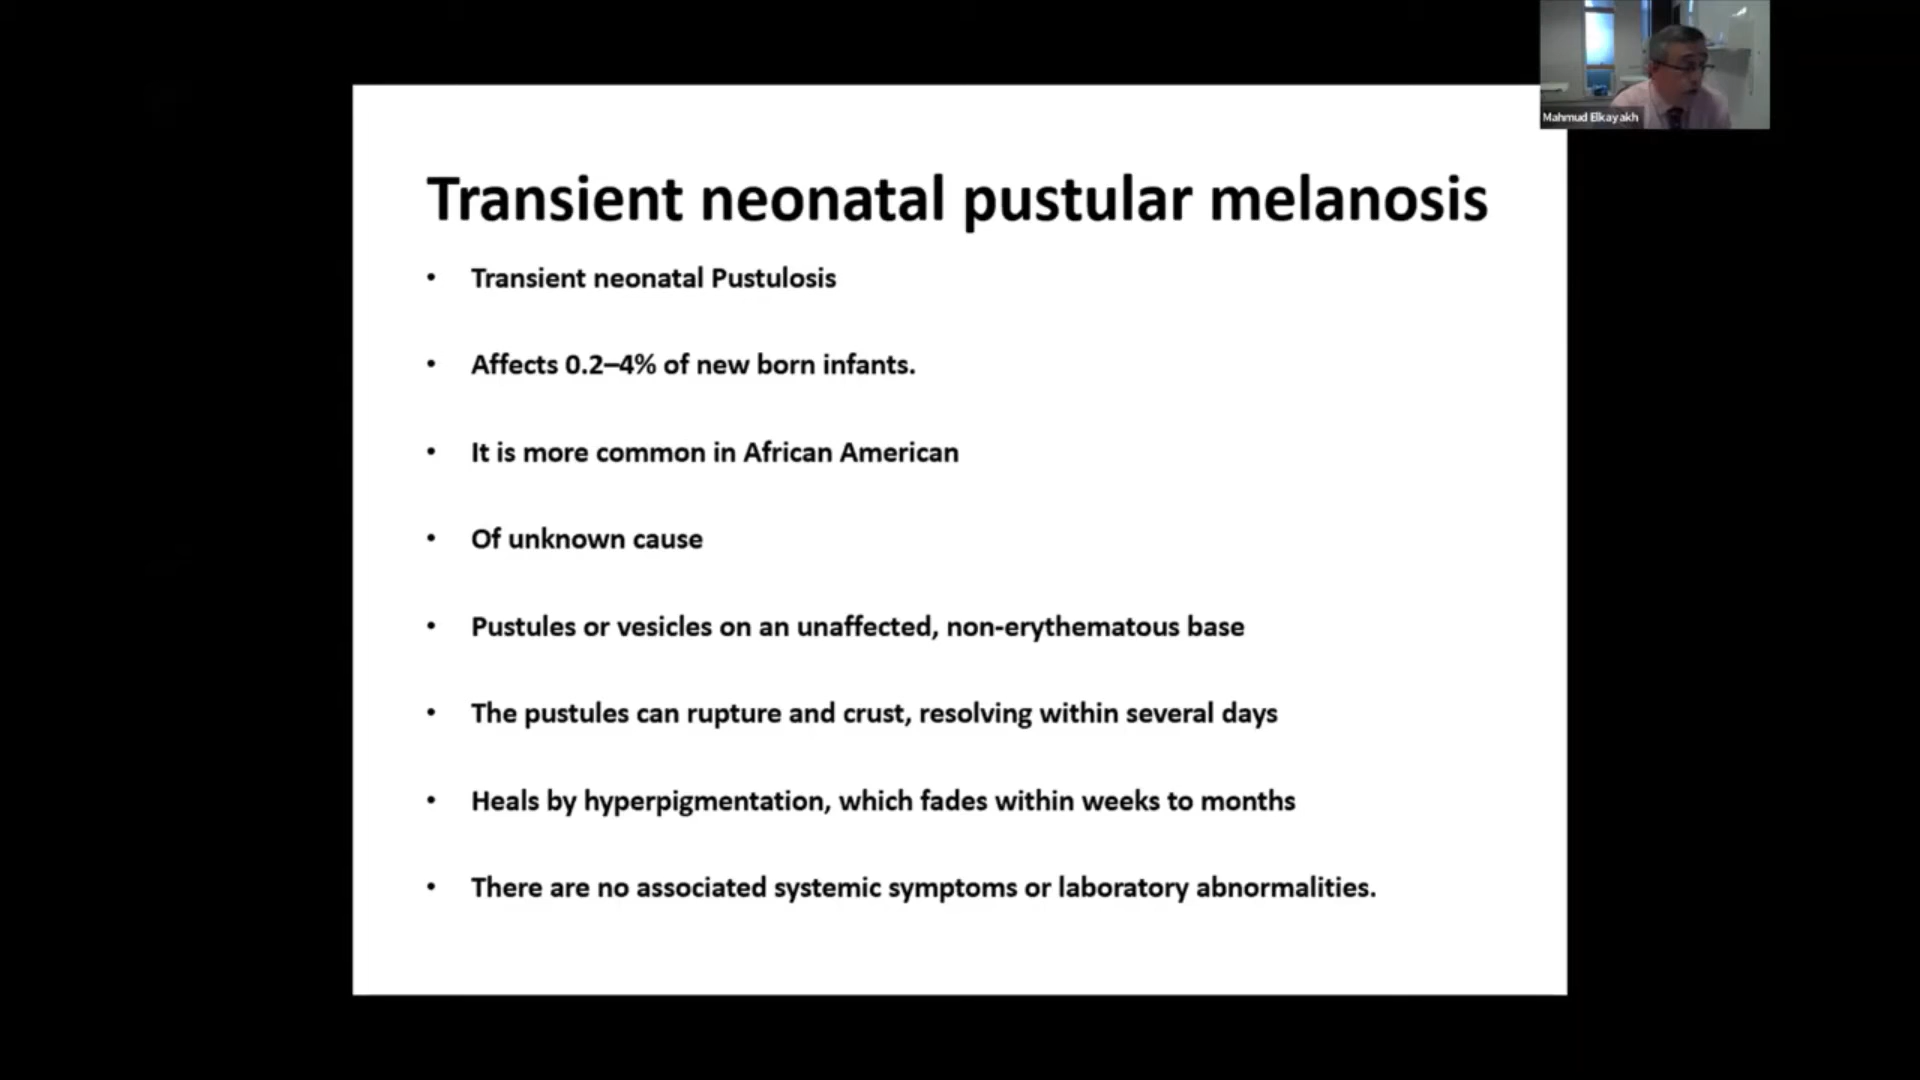 Mahmud Elkayakh
Transient neonatal pustular melanosis
• Transient neonatal Pustulosis
• Affects 0.2–4% of new born infants.
• It is more common in African American
• Of unknown cause
• Pustules or vesicles on an unaffected, non-erythematous base
• The pustules can rupture and crust, resolving within several days
• Heals by hyperpigmentation, which fades within weeks to months
• There are no associated systemic symptoms or laboratory abnormalities.